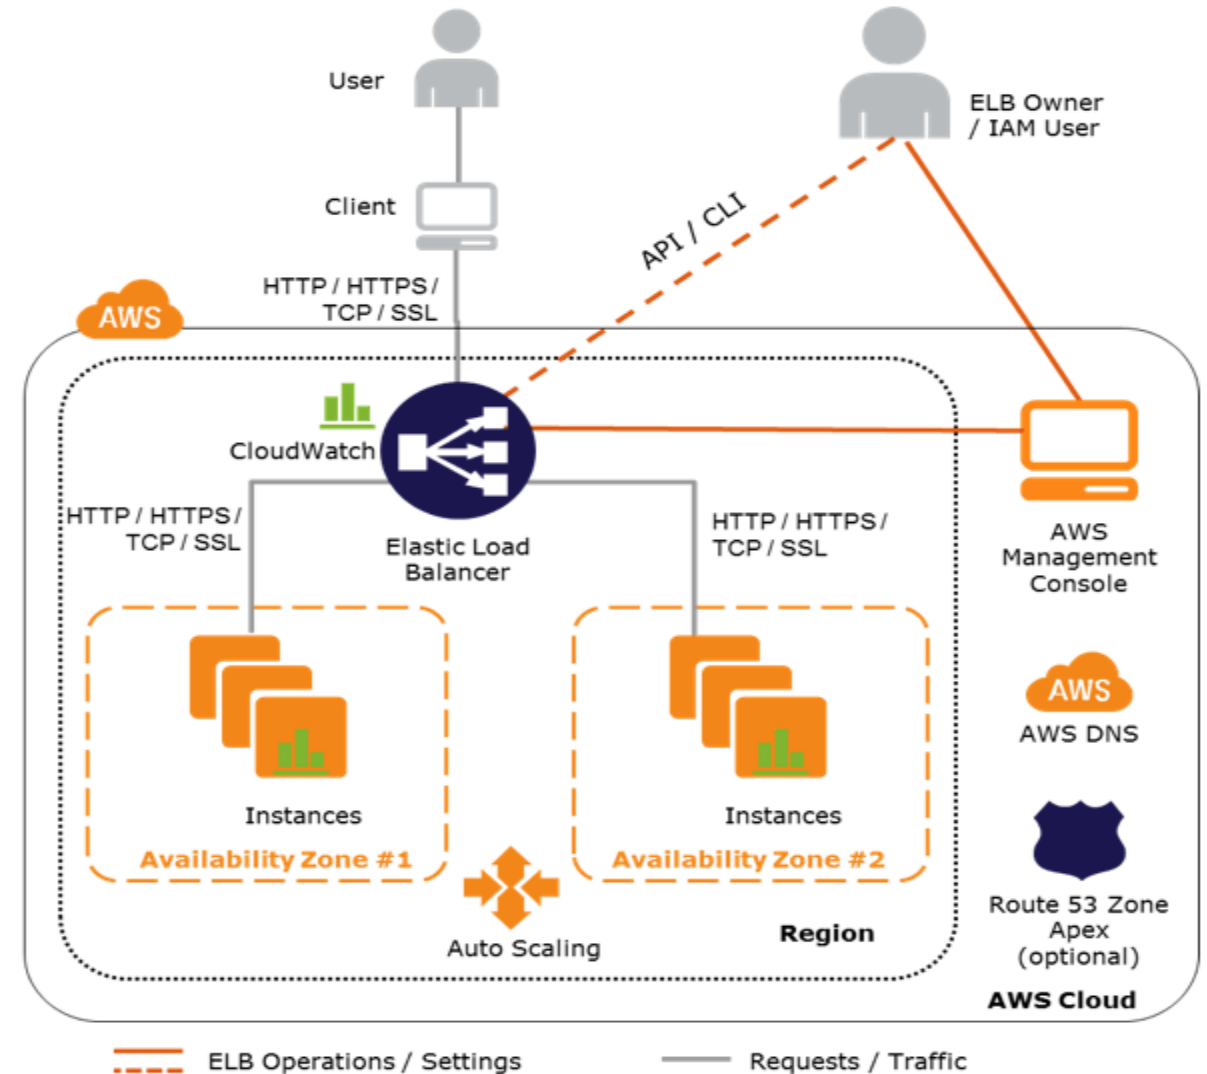 User
ELB Owner
/ IAM User
Client
API / CLI
HTTP / HTTPS /
TCP / SSL
AWS
CloudWatch
HTTP / HTTPS /
TCP / SSL
Elastic Load
Balancer
HTTP / HTTPS /
TCP / SSL
AWS
Management
Console
AWS
AWS DNS
Instances
Availability Zone #1
Instances
Availability Zone #2
Auto Scaling
Region
Route 53 Zone
Apex
(optional)
AWS Cloud
ELB Operations / Settings
Requests / Traffic